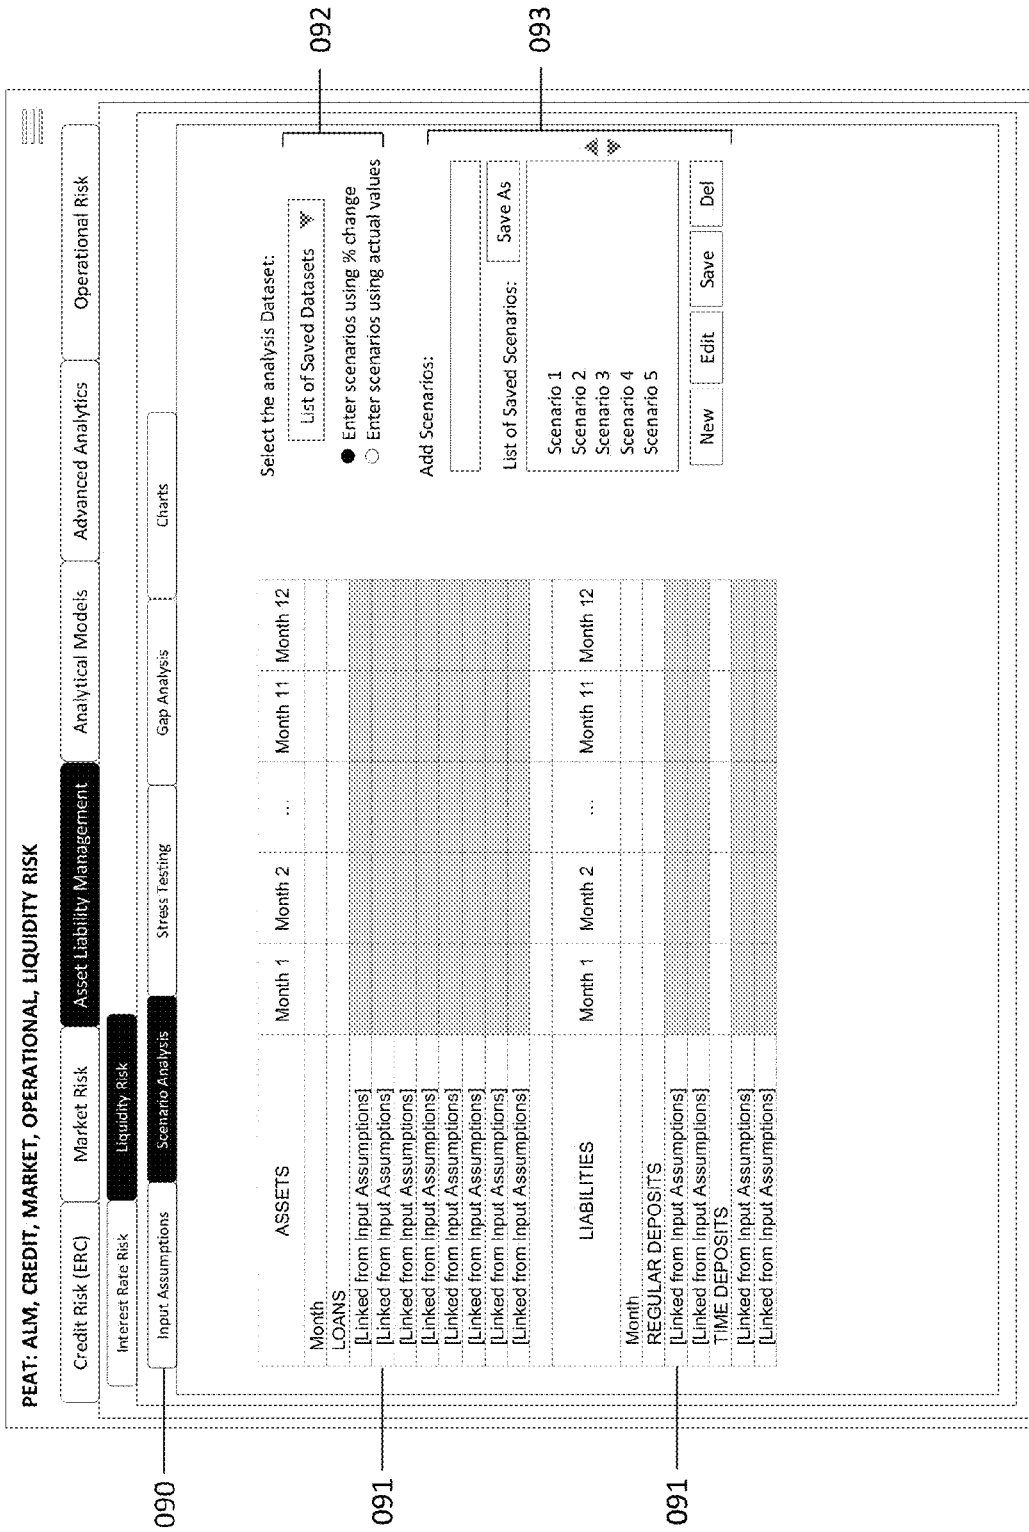 PEAT: ALM, CREDIT, MARKET, OPERATIONAL, LIQUIDITY RISK
Credit Risk (ERC) Market Risk Asset Liability Management Analytical Models Advanced Analytics Operational Risk
Interest Rate Risk Liquidity Risk
090 Input Assumptions Scenario Analysis Stress Testing Gap Analysis Charts
ASSETS Month 1 Month 2 ... Month 11 Month 12
Month
LOANS
[Linked from Input Assumptions]
091 [Linked from Input Assumptions]
[Linked from Input Assumptions]
[Linked from Input Assumptions]
[Linked from Input Assumptions]
[Linked from Input Assumptions]
[Linked from Input Assumptions]
[Linked from Input Assumptions]
LIABILITIES Month 1 Month 2 ... Month 11 Month 12
Month
REGULAR DEPOSITS
091 [Linked from Input Assumptions]
[Linked from Input Assumptions]
TIME DEPOSITS
[Linked from Input Assumptions]
[Linked from Input Assumptions]
Select the analysis Dataset:
List of Saved Datasets
092
Enter scenarios using % change
Enter scenarios using actual values
Add Scenarios:
List of Saved Scenarios: Save As
093
Scenario 1
Scenario 2
Scenario 3
Scenario 4
Scenario 5
New Edit Save Del